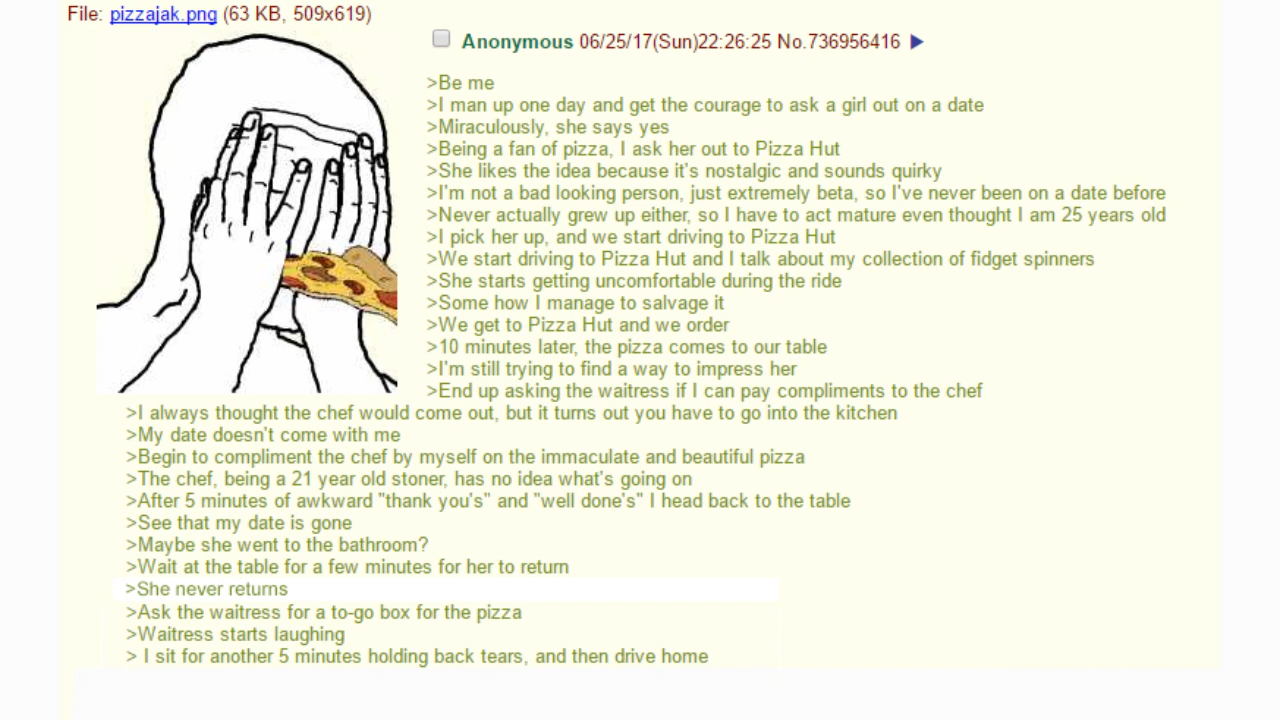 File: pizzajak.png (63 KB, 509x619)
Anonymous 06/25/17(Sun)22:26:25 No.736956416 ▶
>Be me
>I man up one day and get the courage to ask a girl out on a date
>Miraculously, she says yes
>Being a fan of pizza, I ask her out to Pizza Hut
>She likes the idea because it's nostalgic and sounds quirky
>I'm not a bad looking person, just extremely beta, so I've never been on a date before
>Never actually grew up either, so I have to act mature even thought I am 25 years old
>I pick her up, and we start driving to Pizza Hut
>We start driving to Pizza Hut and I talk about my collection of fidget spinners
>She starts getting uncomfortable during the ride
>Some how I manage to salvage it
>We get to Pizza Hut and we order
>10 minutes later, the pizza comes to our table
>I'm still trying to find a way to impress her
>End up asking the waitress if I can pay compliments to the chef
>I always thought the chef would come out, but it turns out you have to go into the kitchen
>My date doesn't come with me
>Begin to compliment the chef by myself on the immaculate and beautiful pizza
>The chef, being a 21 year old stoner, has no idea what's going on
>After 5 minutes of awkward "thank you's" and "well done's" I head back to the table
>See that my date is gone
>Maybe she went to the bathroom?
>Wait at the table for a few minutes for her to return
>She never returns
>Ask the waitress for a to-go box for the pizza
>Waitress starts laughing
> I sit for another 5 minutes holding back tears, and then drive home